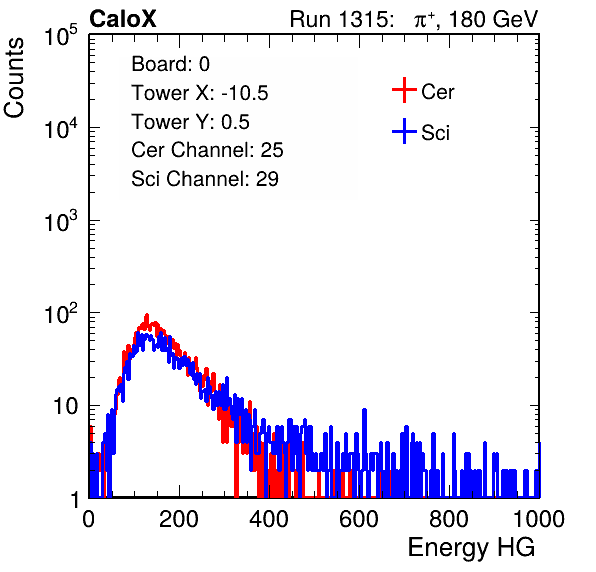 CaloX Run 1315: π⁺, 180 GeV
Board: 0
Tower X: -10.5
Tower Y: 0.5
Cer Channel: 25
Sci Channel: 29
Cer
Sci
Counts
10⁵
10⁴
10³
10²
10
1
0 200 400 600 800 1000
Energy HG